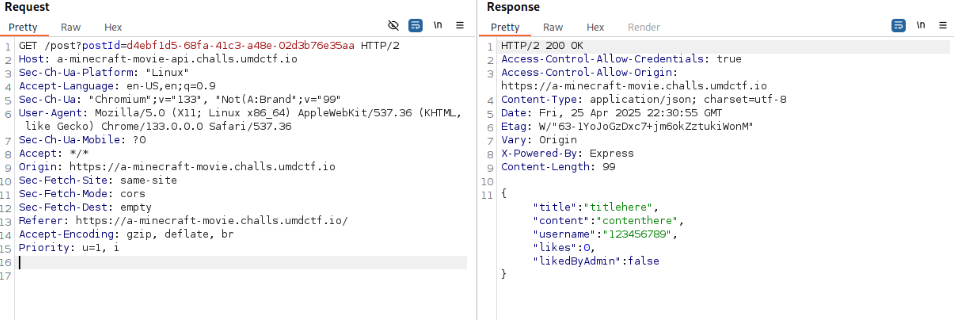 Request
Pretty Raw Hex
\n
1 GET /post?postId=d4ebf1d5-68fa-41c3-a48e-02d3b76e35aa HTTP/2
2 Host: a-minecraft-movie-api.challs.umdctf.io
3 Sec-Ch-Ua-Platform: "Linux"
4 Accept-Language: en-US,en;q=0.9
5 Sec-Ch-Ua: "Chromium";v="133", "Not(A:Brand";v="99"
6 User-Agent: Mozilla/5.0 (X11; Linux x86_64) AppleWebKit/537.36 (KHTML,
like Gecko) Chrome/133.0.0.0 Safari/537.36
7 Sec-Ch-Ua-Mobile: ?0
8 Accept: */*
9 Origin: https://a-minecraft-movie.challs.umdctf.io
10 Sec-Fetch-Site: same-site
11 Sec-Fetch-Mode: cors
12 Sec-Fetch-Dest: empty
13 Referer: https://a-minecraft-movie.challs.umdctf.io/
14 Accept-Encoding: gzip, deflate, br
15 Priority: u=1, i
16
17
Response
Pretty Raw Hex Render
\n
1 HTTP/2 200 OK
2 Access-Control-Allow-Credentials: true
3 Access-Control-Allow-Origin:
https://a-minecraft-movie.challs.umdctf.io
4 Content-Type: application/json; charset=utf-8
5 Date: Fri, 25 Apr 2025 22:30:55 GMT
6 Etag: W/"63-1YoJoGzDxc7+jm6okZztukiWonM"
7 Vary: Origin
8 X-Powered-By: Express
9 Content-Length: 99
10
11 {
"title":"titlehere",
"content":"contenthere",
"username":"123456789",
"likes":0,
"likedByAdmin":false
}